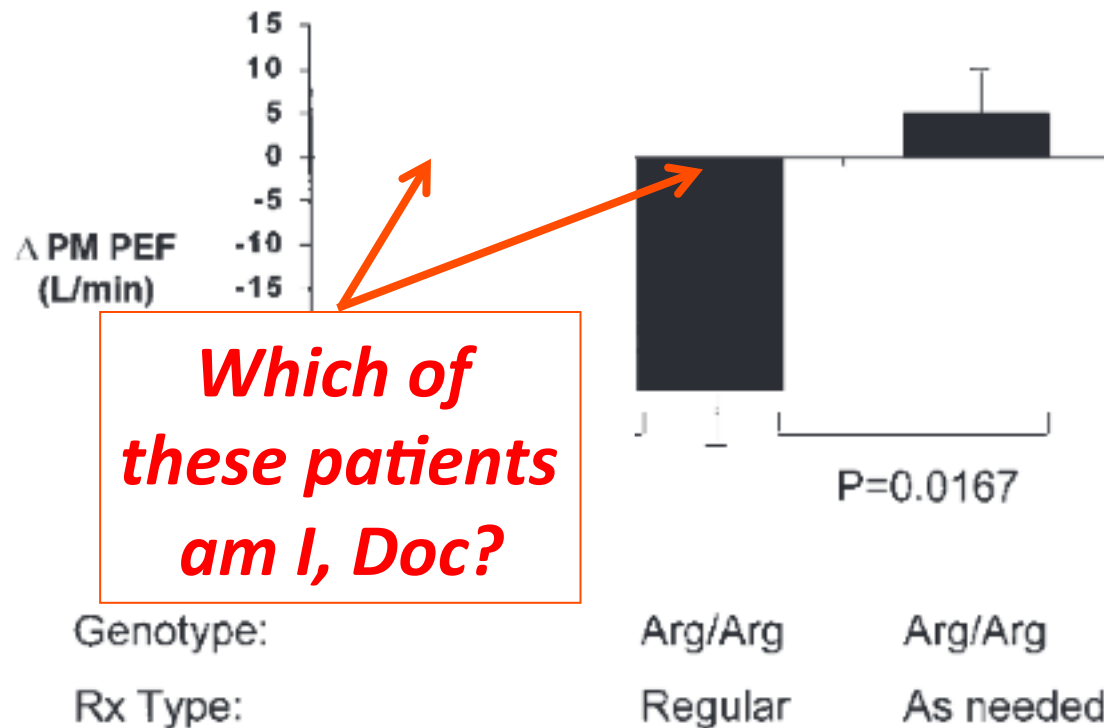 15
10
5
0
-5
-10
-15
Δ PM PEF
(L/min)
Which of
these patients
am I, Doc?
P=0.0167
Genotype: Arg/Arg Arg/Arg
Rx Type: Regular As needed